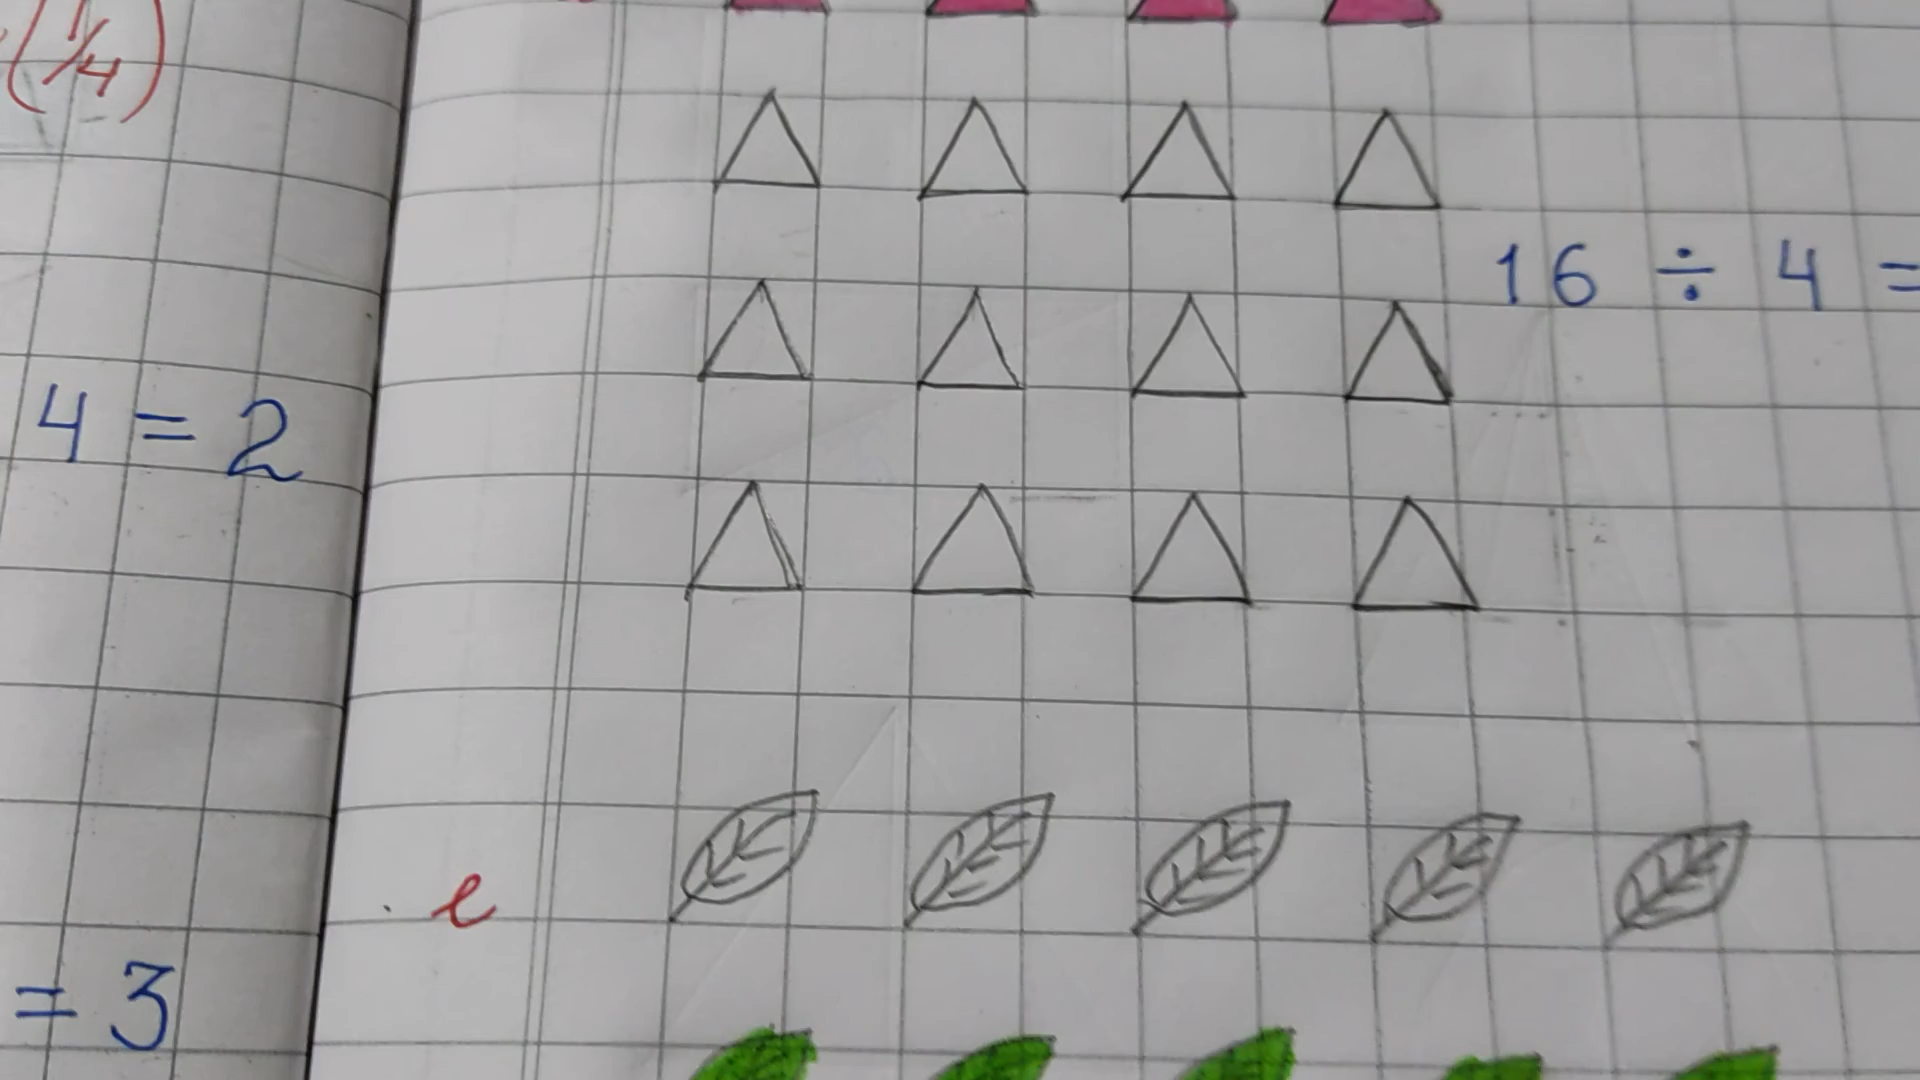 (1/4)
16 ÷ 4 =
4 = 2
e
= 3